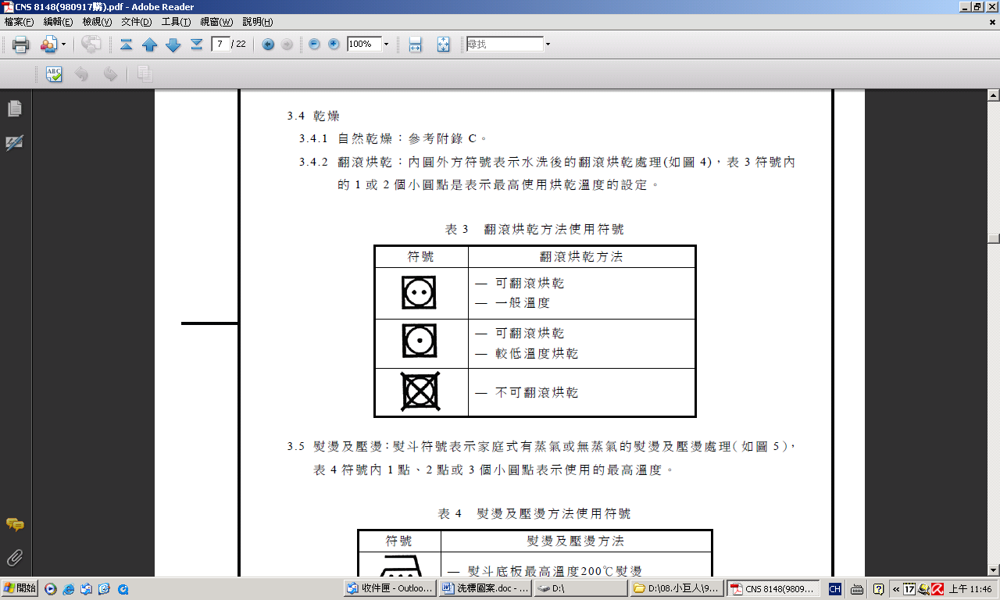 CNS 8148(980917購).pdf - Adobe Reader
檔案(F) 編輯(E) 檢視(V) 文件(D) 工具(T) 視窗(W) 說明(H)
7 / 22 100% 尋找
ABC
3.4 乾燥
3.4.1 自然乾燥：參考附錄 C。
3.4.2 翻滾烘乾：內圓外方符號表示水洗後的翻滾烘乾處理(如圖 4)，表 3 符號內
的 1 或 2 個小圓點是表示最高使用烘乾溫度的設定。
表 3 翻滾烘乾方法使用符號
符號 翻滾烘乾方法
— 可翻滾烘乾
— 一般溫度
— 可翻滾烘乾
— 較低溫度烘乾
— 不可翻滾烘乾
3.5 熨燙及壓燙：熨斗符號表示家庭式有蒸氣或無蒸氣的熨燙及壓燙處理(如圖 5)，
表 4 符號內 1 點、2 點或 3 個小圓點表示使用的最高溫度。
表 4 熨燙及壓燙方法使用符號
符號 熨燙及壓燙方法
— 熨斗底板最高溫度200℃熨燙
開始 收件匣 - Outloo... 洗標圖案.doc - ... D:\ D:\08.小巨人\9... CNS 8148(9809... CH « 17 上午 11:46